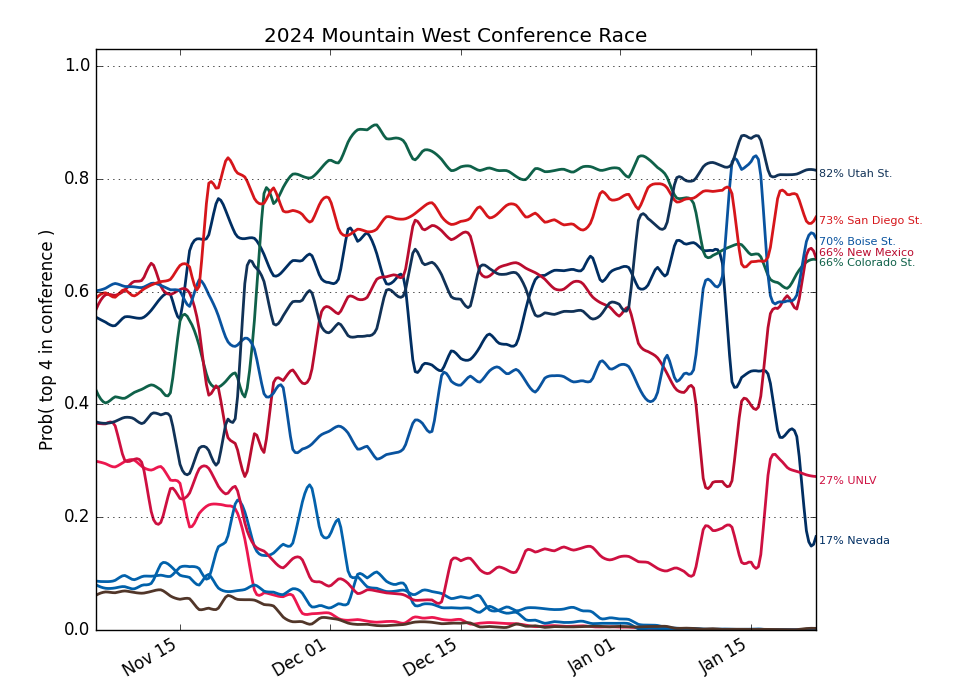 2024 Mountain West Conference Race
Prob( top 4 in conference )
1.0
0.8
0.6
0.4
0.2
0.0
Nov 15
Dec 01
Dec 15
Jan 01
Jan 15
82% Utah St.
73% San Diego St.
70% Boise St.
66% New Mexico
66% Colorado St.
27% UNLV
17% Nevada